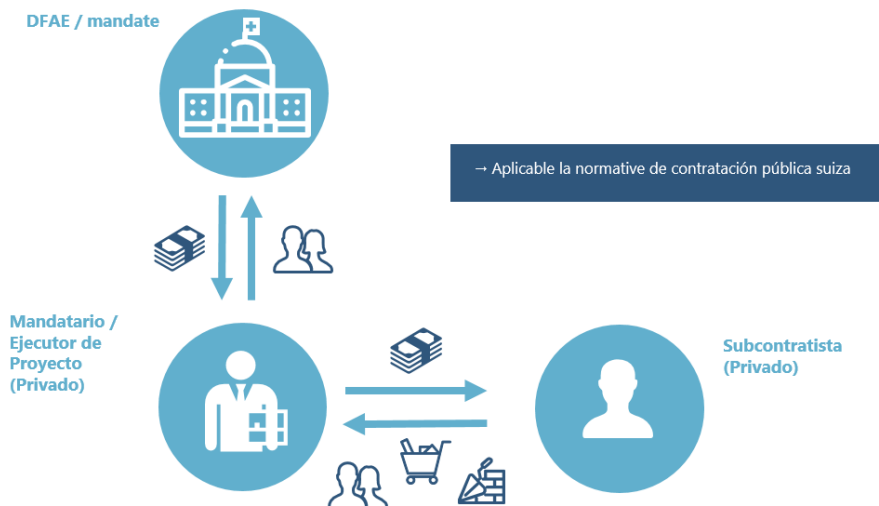 DFAE / mandate
→ Aplicable la normative de contratación pública suiza
Mandatario /
Ejecutor de
Proyecto
(Privado)
Subcontratista
(Privado)